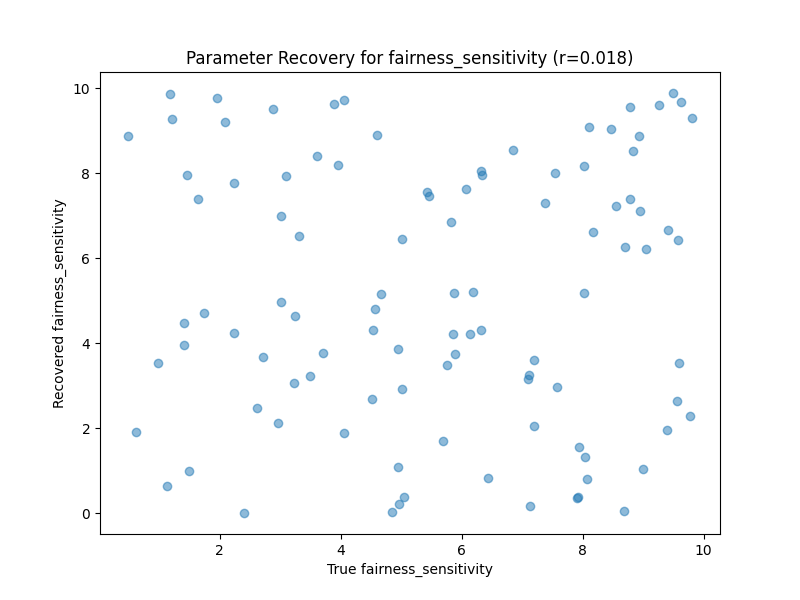 Parameter Recovery for fairness_sensitivity (r=0.018)
10
8
6
4
2
0
Recovered fairness_sensitivity
2 4 6 8 10
True fairness_sensitivity